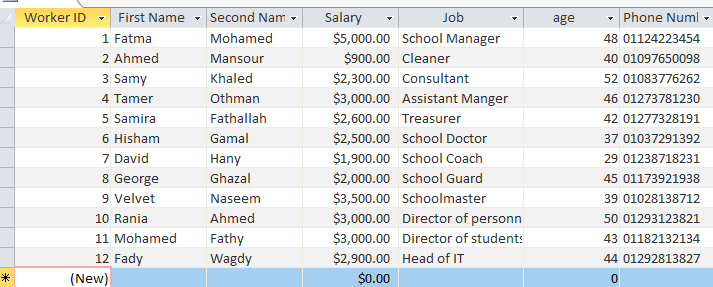 Worker ID First Name Second Nam Salary Job age Phone Numl
1 Fatma Mohamed $5,000.00 School Manager 48 01124223454
2 Ahmed Mansour $900.00 Cleaner 40 01097650098
3 Samy Khaled $2,300.00 Consultant 52 01083776262
4 Tamer Othman $3,000.00 Assistant Manger 46 01273781230
5 Samira Fathallah $2,600.00 Treasurer 42 01277328191
6 Hisham Gamal $2,500.00 School Doctor 37 01037291392
7 David Hany $1,900.00 School Coach 29 01238718231
8 George Ghazal $2,000.00 School Guard 45 01173921938
9 Velvet Naseem $3,500.00 Schoolmaster 39 01028138712
10 Rania Ahmed $3,000.00 Director of personn 50 01293123821
11 Mohamed Fathy $3,000.00 Director of students 43 01182132134
12 Fady Wagdy $2,900.00 Head of IT 44 01292813827
* (New) $0.00 0